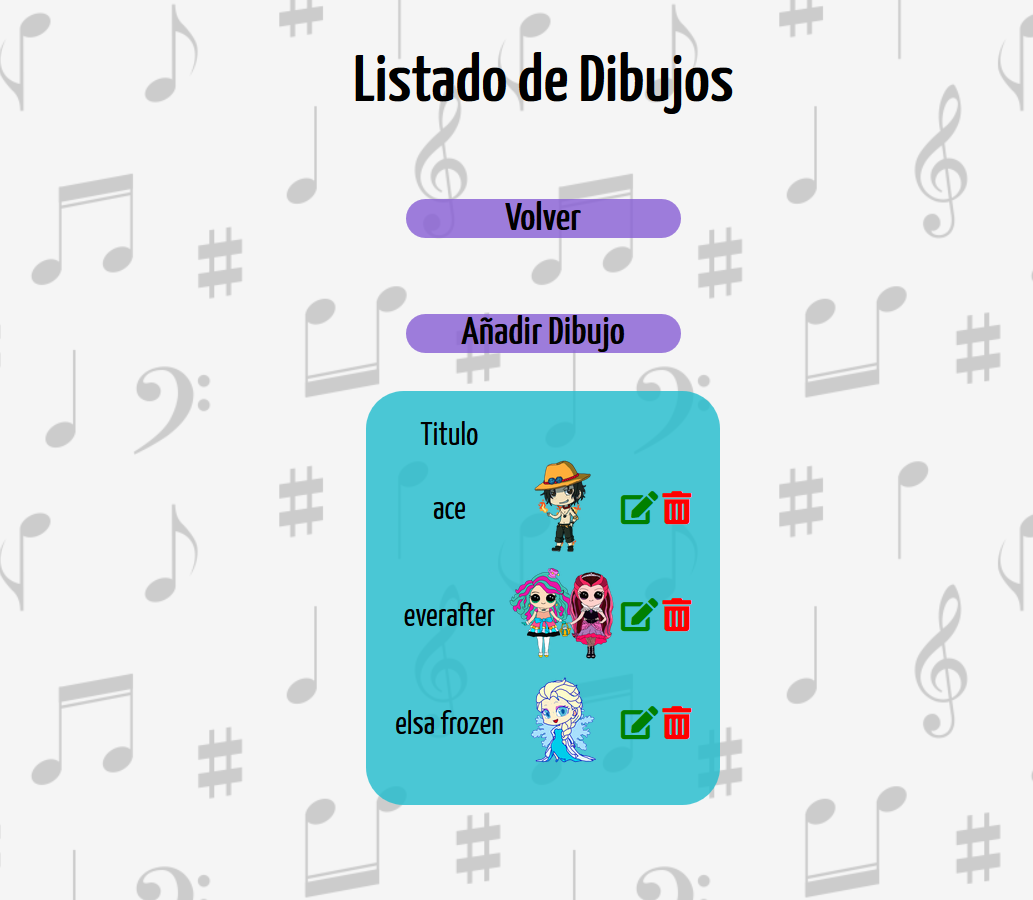 Listado de Dibujos
Volver
Añadir Dibujo
Titulo
ace
everafter
elsa frozen